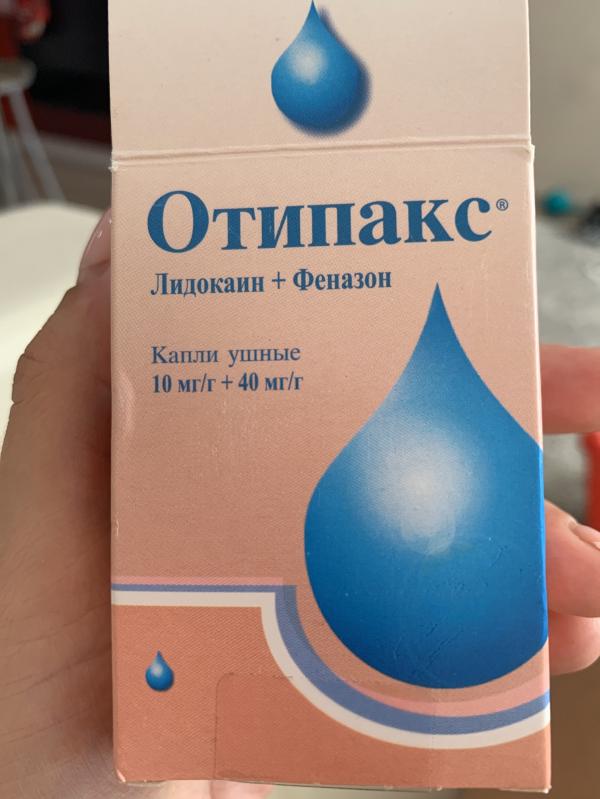 Отипакс®
Лидокаин + Феназон
Капли ушные
10 мг/г + 40 мг/г